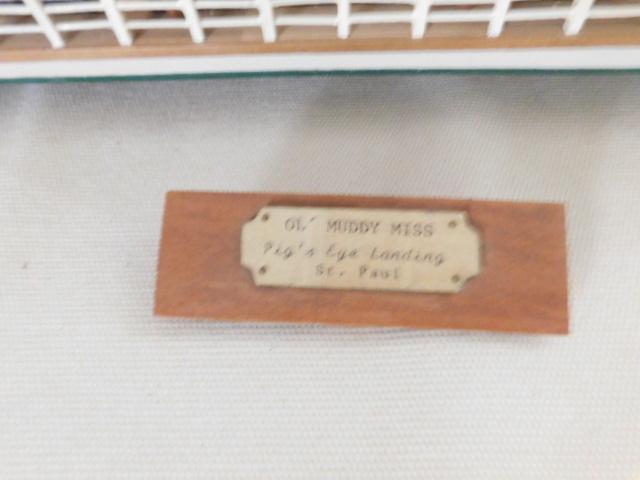 OL' MUDDY MISS
Pig's Eye Landing
St. Paul